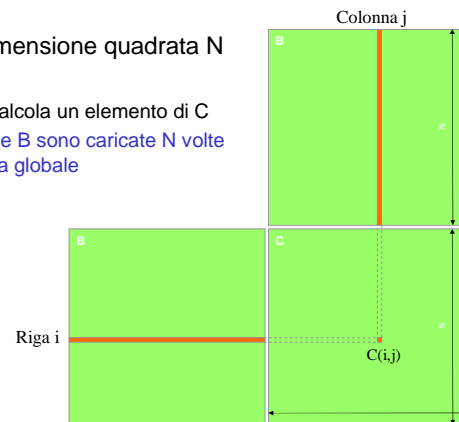 Colonna j
mensione quadrata N
B
alcola un elemento di C
e B sono caricate N volte
a globale
N
B
C
N
Riga i
C(i,j)